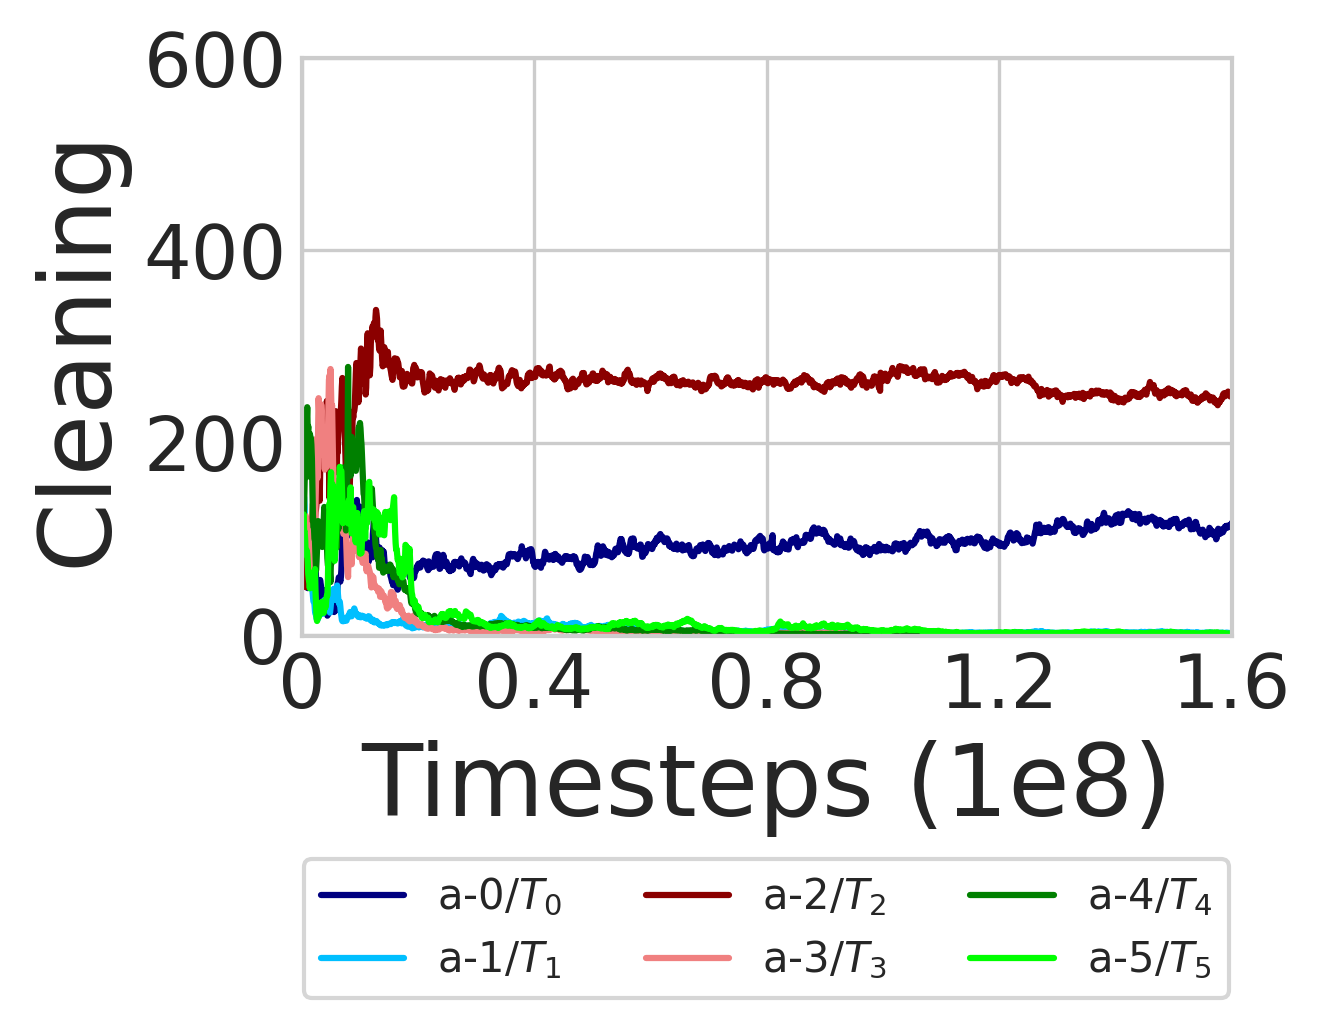 600
400
200
0
Cleaning
0 0.4 0.8 1.2 1.6
Timesteps (1e8)
a-0/T₀ a-2/T₂ a-4/T₄
a-1/T₁ a-3/T₃ a-5/T₅